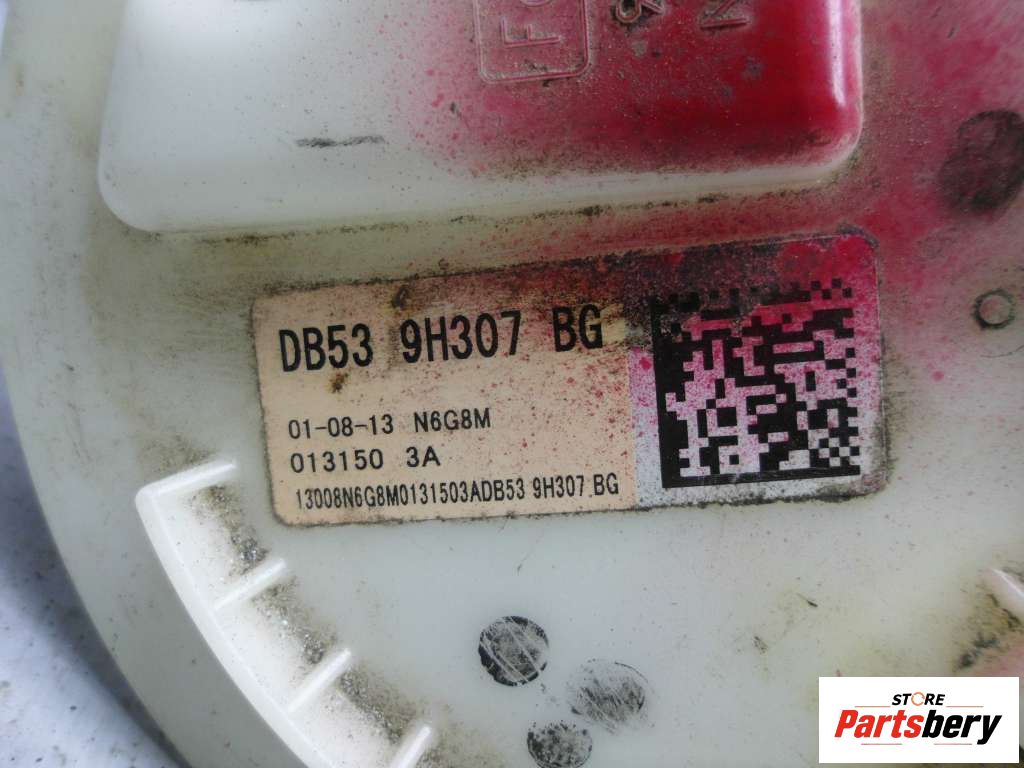 DB53 9H307 BG
01-08-13 N6G8M
013150 3A
13008N6G8M0131503ADB53 9H307 BG
STORE
Partsbery